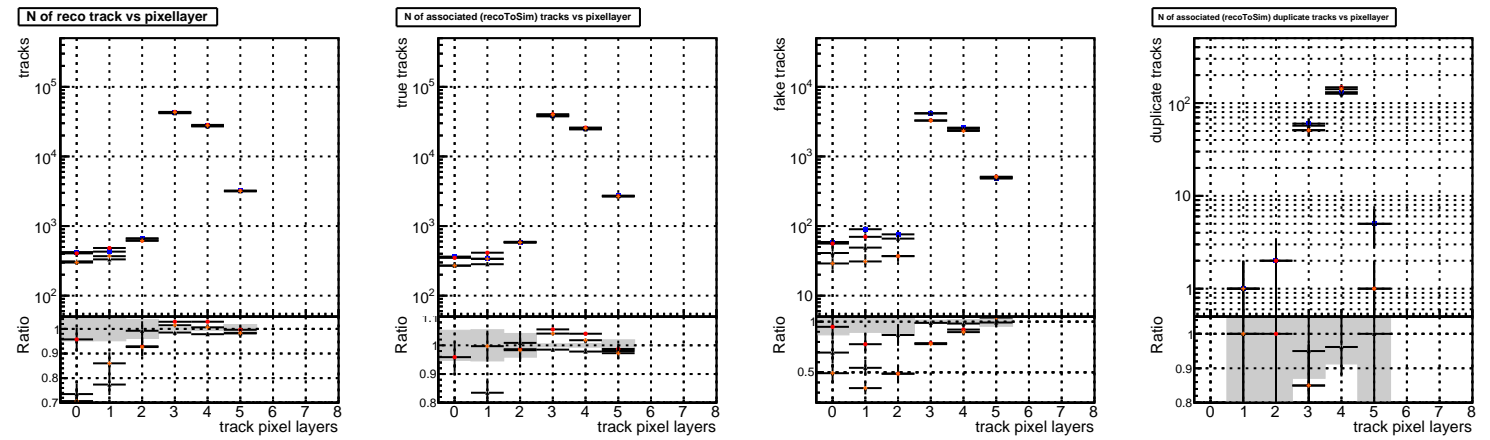 N of reco track vs pixellayer
tracks
10^5
10^4
10^3
10^2
Ratio
1
0.9
0.8
0.7
0 1 2 3 4 5 6 7 8
track pixel layers
N of associated (recoToSim) tracks vs pixellayer
true tracks
10^5
10^4
10^3
10^2
Ratio
1.1
1
0.9
0.8
0 1 2 3 4 5 6 7 8
track pixel layers
fake tracks
10^4
10^3
10^2
10
Ratio
1
0.5
0 1 2 3 4 5 6 7 8
track pixel layers
N of associated (recoToSim) duplicate tracks vs pixellayer
duplicate tracks
10^2
10
1
Ratio
1
0.9
0.8
0 1 2 3 4 5 6 7 8
track pixel layers